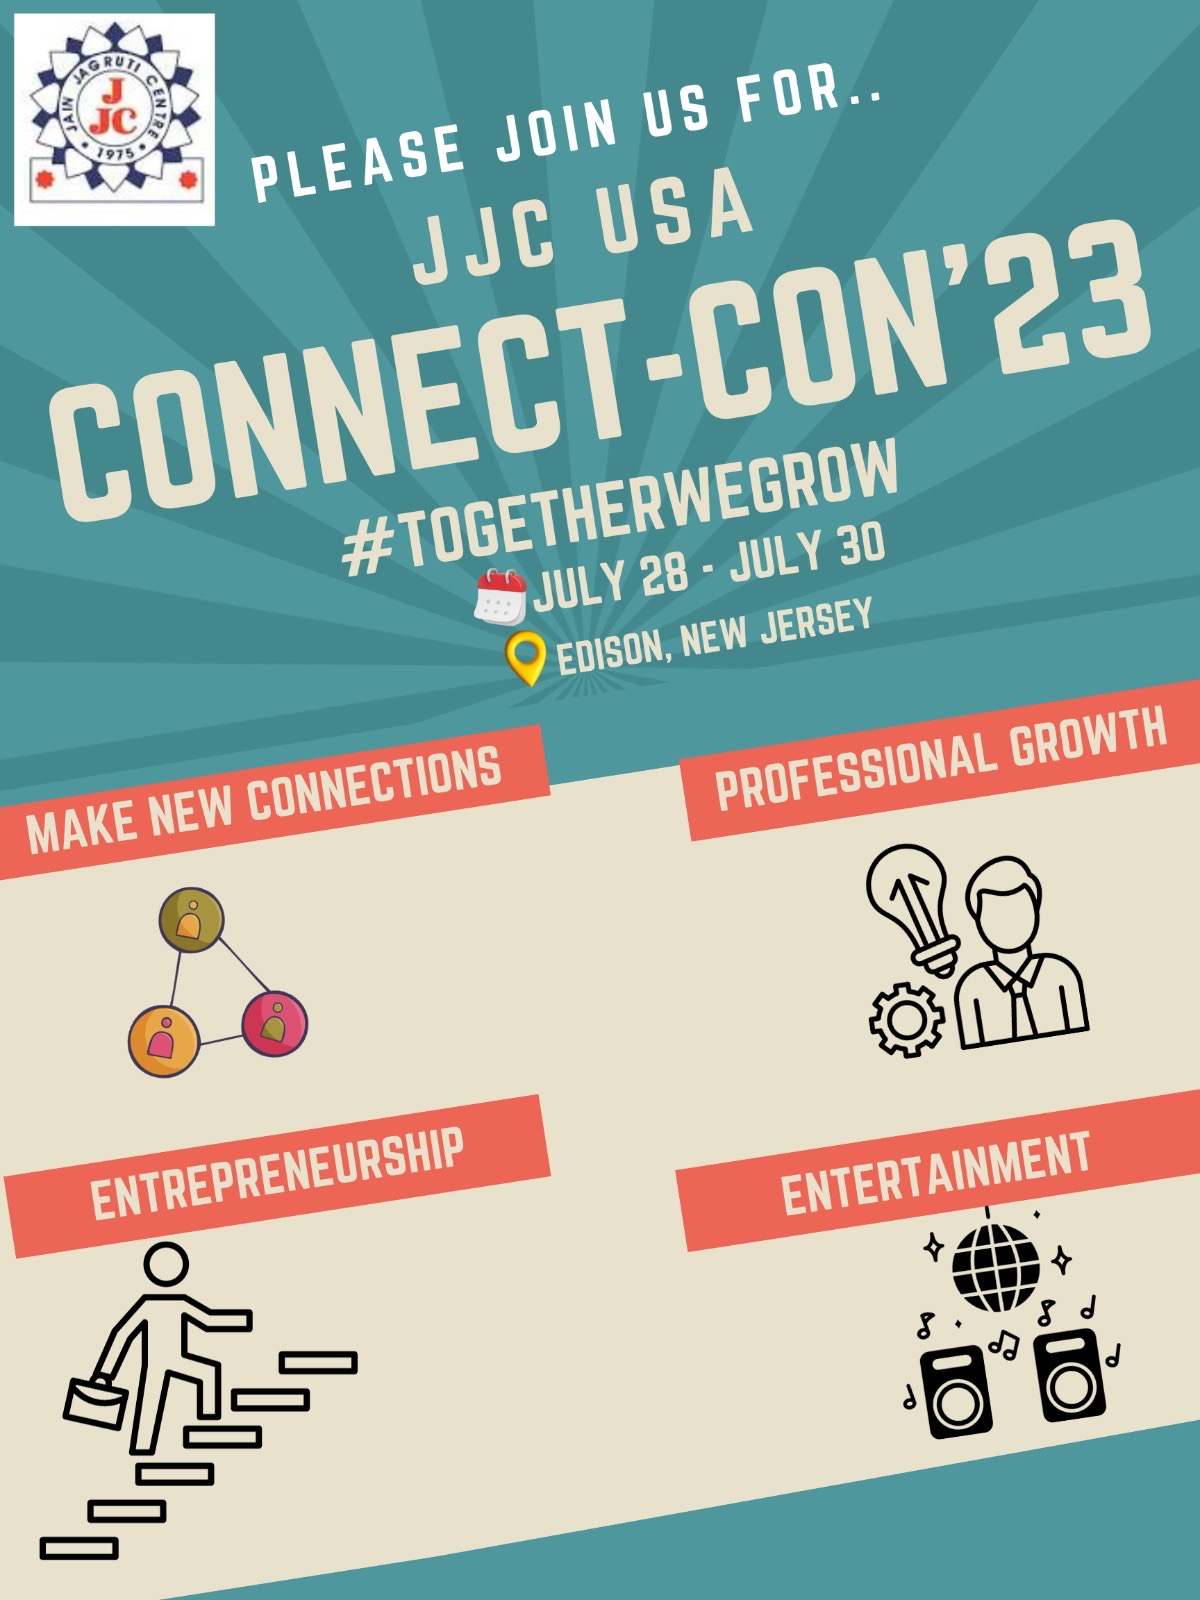 JAIN JAGRUTI CENTRE
J
JC
• 1975 •
PLEASE JOIN US FOR..
JJC USA
CONNECT-CON'23
#TOGETHERWEGROW
JULY 28 - JULY 30
EDISON, NEW JERSEY
MAKE NEW CONNECTIONS
PROFESSIONAL GROWTH
ENTREPRENEURSHIP
ENTERTAINMENT